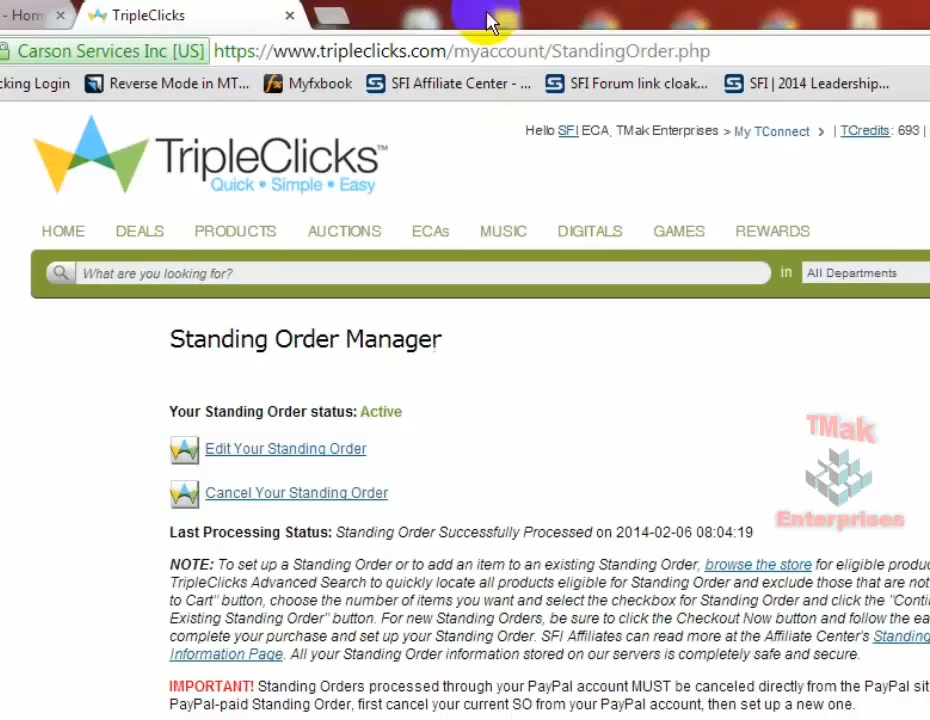 - Hom
TripleClicks
Carson Services Inc [US] https://www.tripleclicks.com/myaccount/StandingOrder.php
cking Login Reverse Mode in MT... Myfxbook SFI Affiliate Center - ... SFI Forum link cloak... SFI | 2014 Leadership...
Hello SFI ECA, TMak Enterprises > My TConnect > | TCredits: 693 |
TripleClicks™
Quick • Simple • Easy
HOME DEALS PRODUCTS AUCTIONS ECAs MUSIC DIGITALS GAMES REWARDS
What are you looking for? in All Departments
Standing Order Manager
Your Standing Order status: Active
Edit Your Standing Order
Cancel Your Standing Order
TMak
Enterprises
Last Processing Status: Standing Order Successfully Processed on 2014-02-06 08:04:19
NOTE: To set up a Standing Order or to add an item to an existing Standing Order, browse the store for eligible produc
TripleClicks Advanced Search to quickly locate all products eligible for Standing Order and exclude those that are not
to Cart" button, choose the number of items you want and select the checkbox for Standing Order and click the "Conti
Existing Standing Order" button. For new Standing Orders, be sure to click the Checkout Now button and follow the ea
complete your purchase and set up your Standing Order. SFI Affiliates can read more at the Affiliate Center's Standing
Information Page. All your Standing Order information stored on our servers is completely safe and secure.
IMPORTANT! Standing Orders processed through your PayPal account MUST be canceled directly from the PayPal sit
PayPal-paid Standing Order, first cancel your current SO from your PayPal account, then set up a new one.